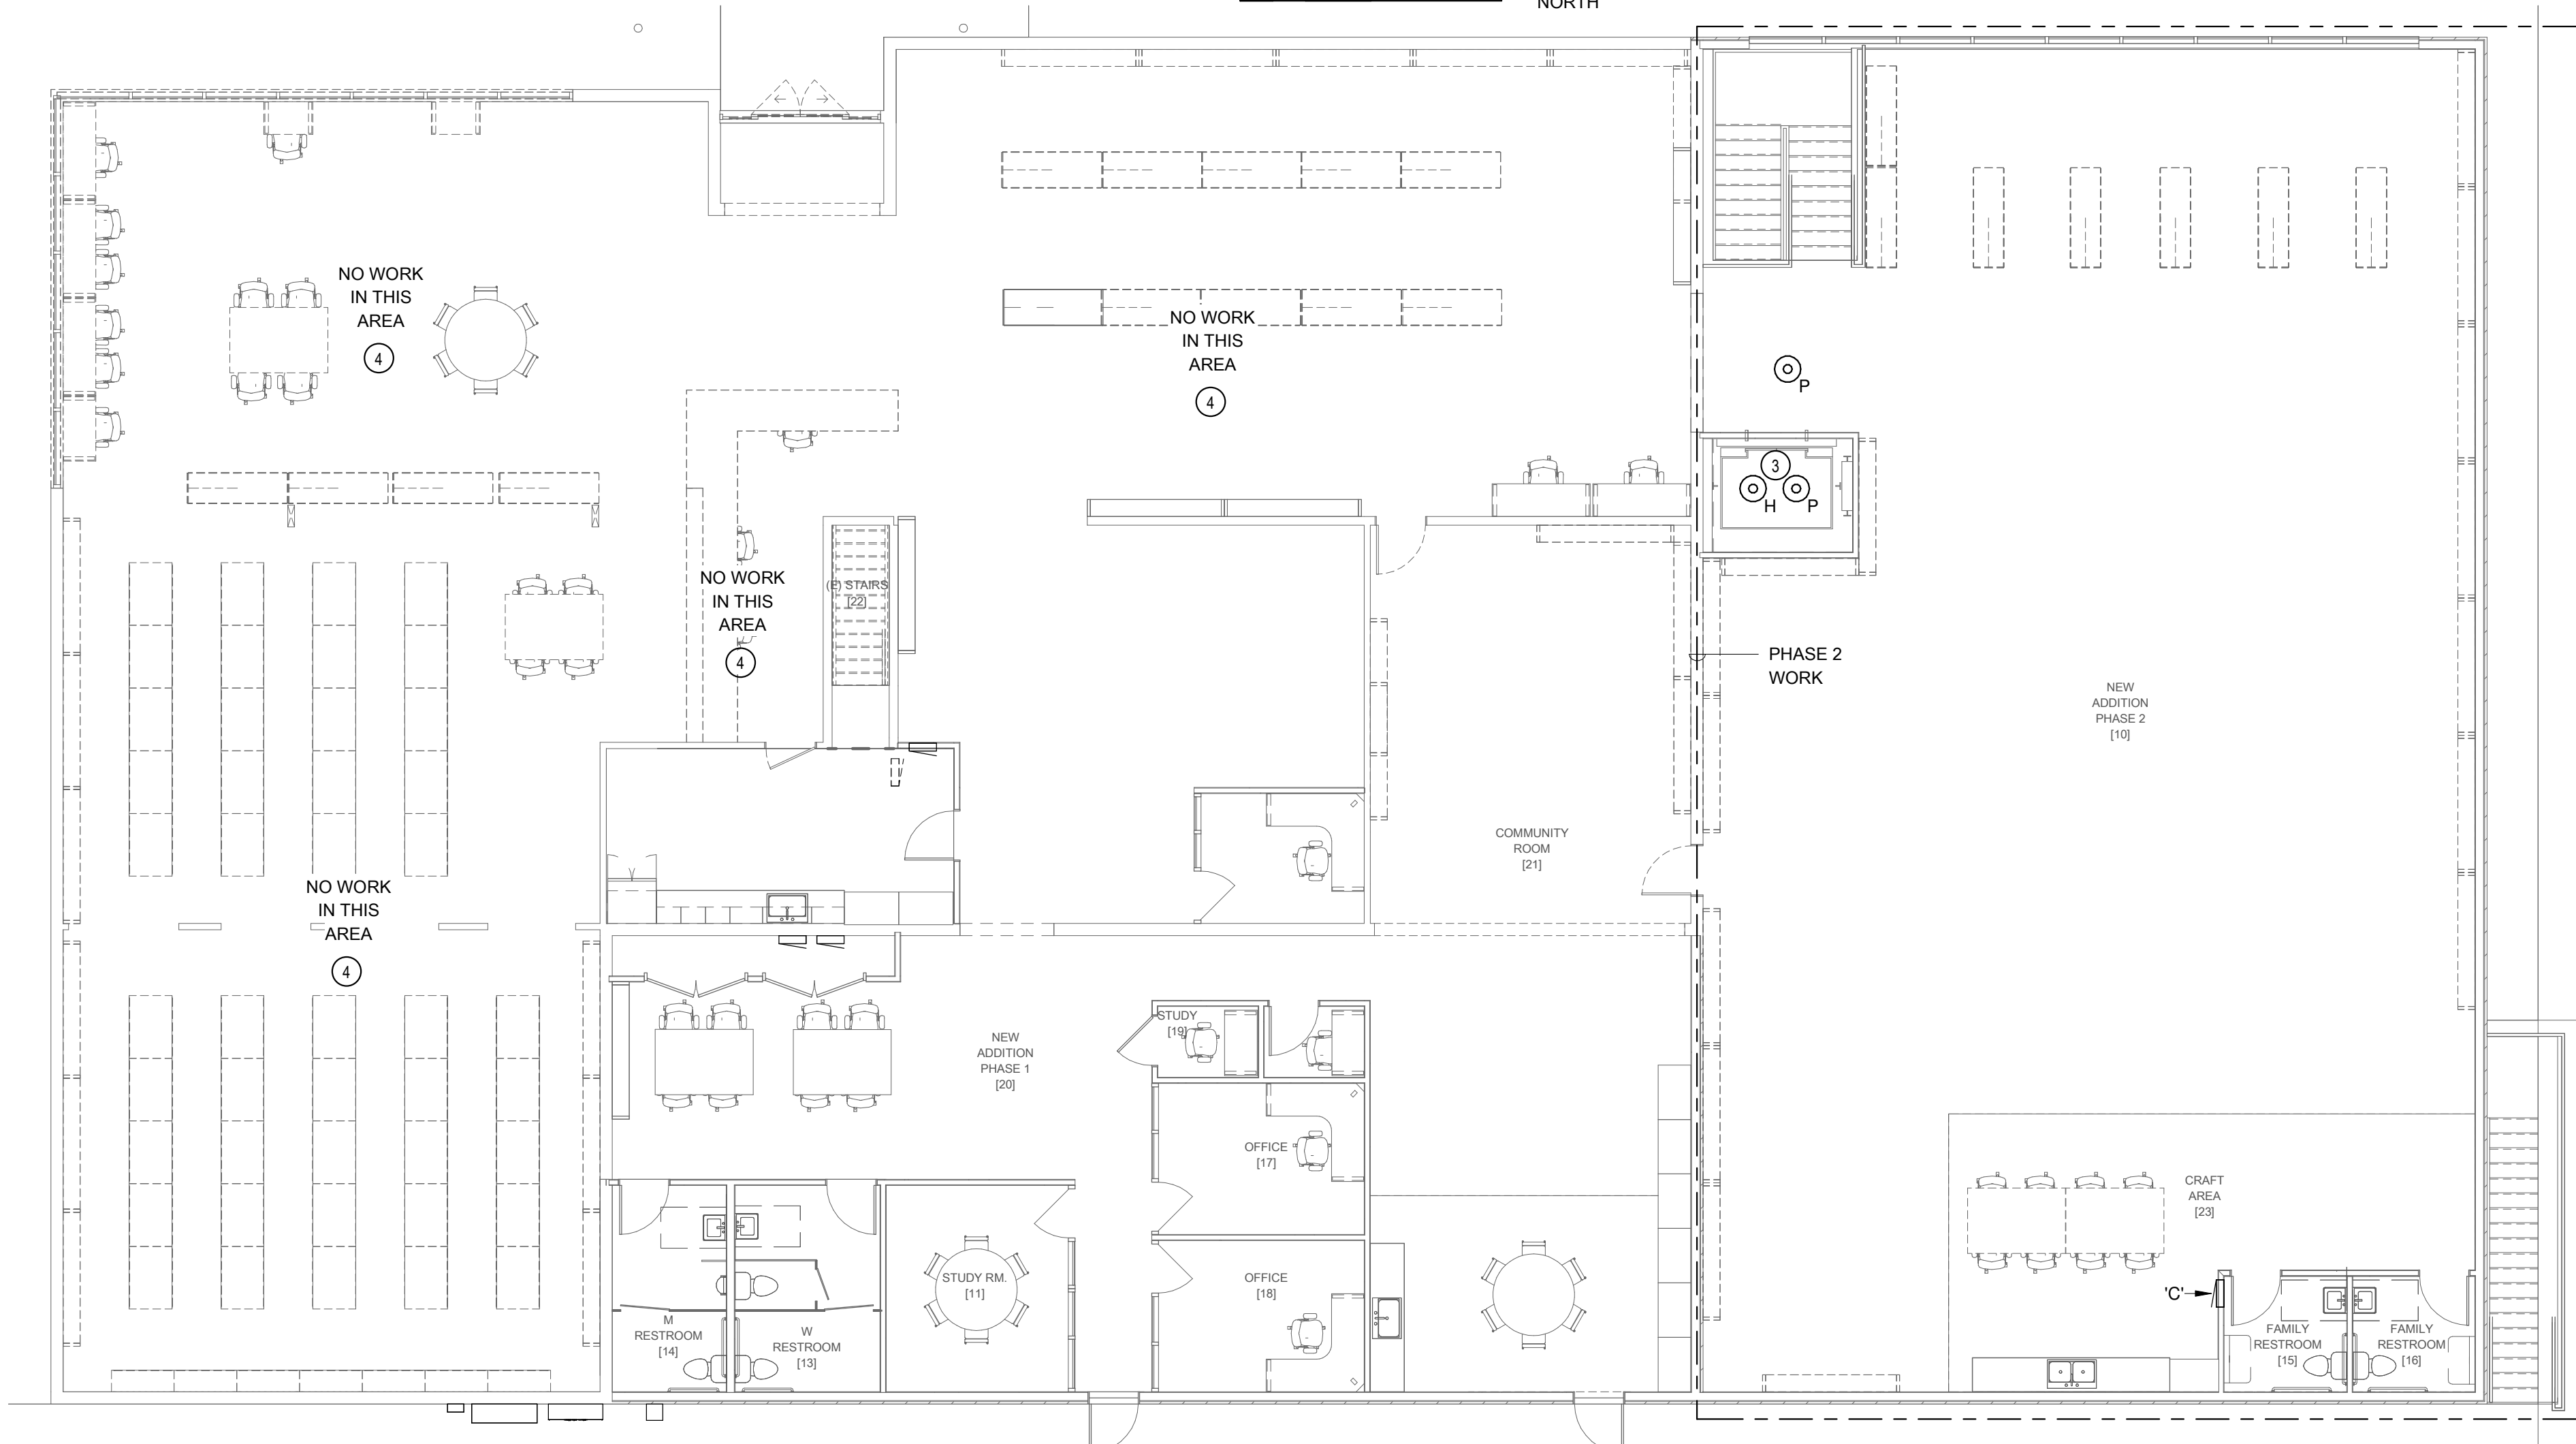 NORTH
NO WORK
IN THIS
AREA
4
NO WORK
IN THIS
AREA
4
P
3
H
P
NO WORK
IN THIS
AREA
4
(E) STAIRS
[22]
PHASE 2
WORK
NEW
ADDITION
PHASE 2
[10]
COMMUNITY
ROOM
[21]
NO WORK
IN THIS
AREA
4
STUDY
[19]
NEW
ADDITION
PHASE 1
[20]
OFFICE
[17]
CRAFT
AREA
[23]
STUDY RM.
[11]
OFFICE
[18]
'C'
M
RESTROOM
[14]
W
RESTROOM
[13]
FAMILY
RESTROOM
[15]
FAMILY
RESTROOM
[16]